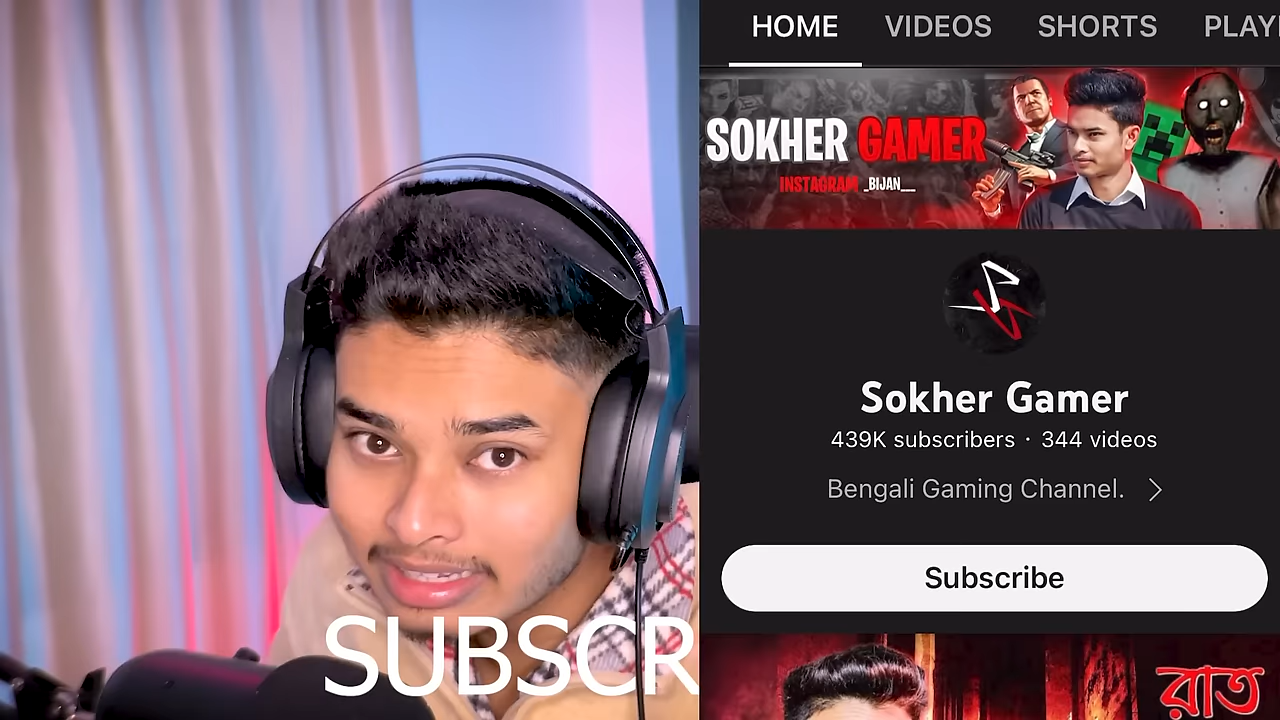 SUBSCR
HOME VIDEOS SHORTS PLAY
SOKHER GAMER
INSTAGRAM _BIJAN__
Sokher Gamer
439K subscribers · 344 videos
Bengali Gaming Channel.
Subscribe
রাত